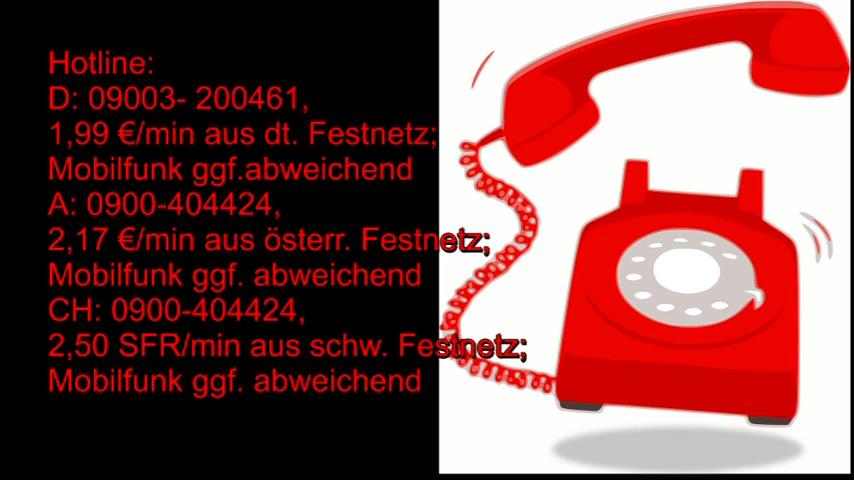 Hotline:
D: 09003- 200461,
1,99 €/min aus dt. Festnetz;
Mobilfunk ggf.abweichend
A: 0900-404424,
2,17 €/min aus österr. Festnetz;
Mobilfunk ggf. abweichend
CH: 0900-404424,
2,50 SFR/min aus schw. Festnetz;
Mobilfunk ggf. abweichend